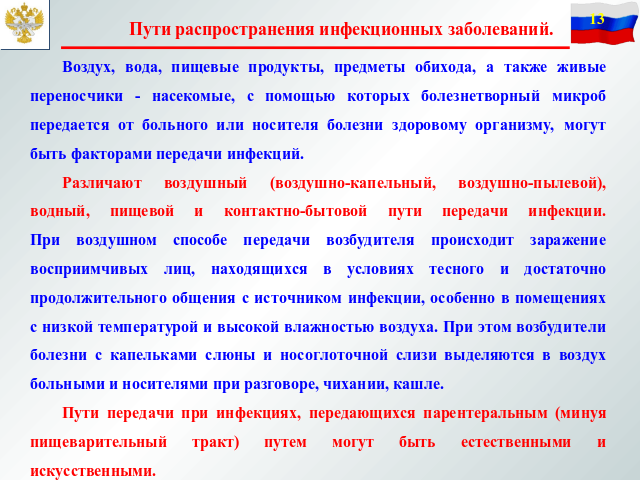 Пути распространения инфекционных заболеваний.
13
Воздух, вода, пищевые продукты, предметы обихода, а также живые
переносчики - насекомые, с помощью которых болезнетворный микроб
передается от больного или носителя болезни здоровому организму, могут
быть факторами передачи инфекций.
Различают воздушный (воздушно-капельный, воздушно-пылевой),
водный, пищевой и контактно-бытовой пути передачи инфекции.
При воздушном способе передачи возбудителя происходит заражение
восприимчивых лиц, находящихся в условиях тесного и достаточно
продолжительного общения с источником инфекции, особенно в помещениях
с низкой температурой и высокой влажностью воздуха. При этом возбудители
болезни с капельками слюны и носоглоточной слизи выделяются в воздух
больными и носителями при разговоре, чихании, кашле.
Пути передачи при инфекциях, передающихся парентеральным (минуя
пищеварительный тракт) путем могут быть естественными и
искусственными.